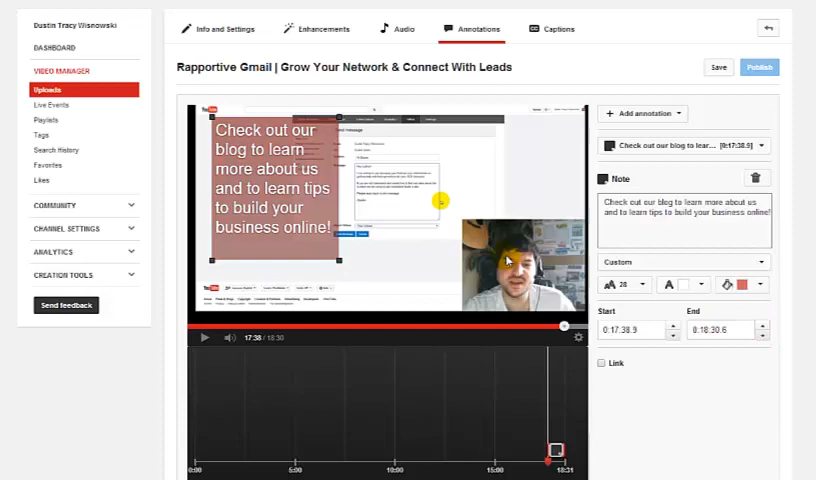 Dustin Tracy Wisnowski
DASHBOARD
VIDEO MANAGER
Uploads
Live Events
Playlists
Tags
Search History
Favorites
Likes
COMMUNITY
CHANNEL SETTINGS
ANALYTICS
CREATION TOOLS
Send feedback
Info and Settings
Enhancements
Audio
Annotations
CC Captions
Rapportive Gmail | Grow Your Network & Connect With Leads
Save
Publish
You Tube
Check out our
blog to learn
more about us
and to learn tips
to build your
business online!
You Tube
17:38 / 18:30
0:00
5:00
10:00
15:00
18:31
+ Add annotation
Check out our blog to lear... [0:17:38.9]
Note
Check out our blog to learn more about us
and to learn tips to build your business online!
Custom
AA 28
A
Start
End
0:17:38.9
0:18:30.6
Link